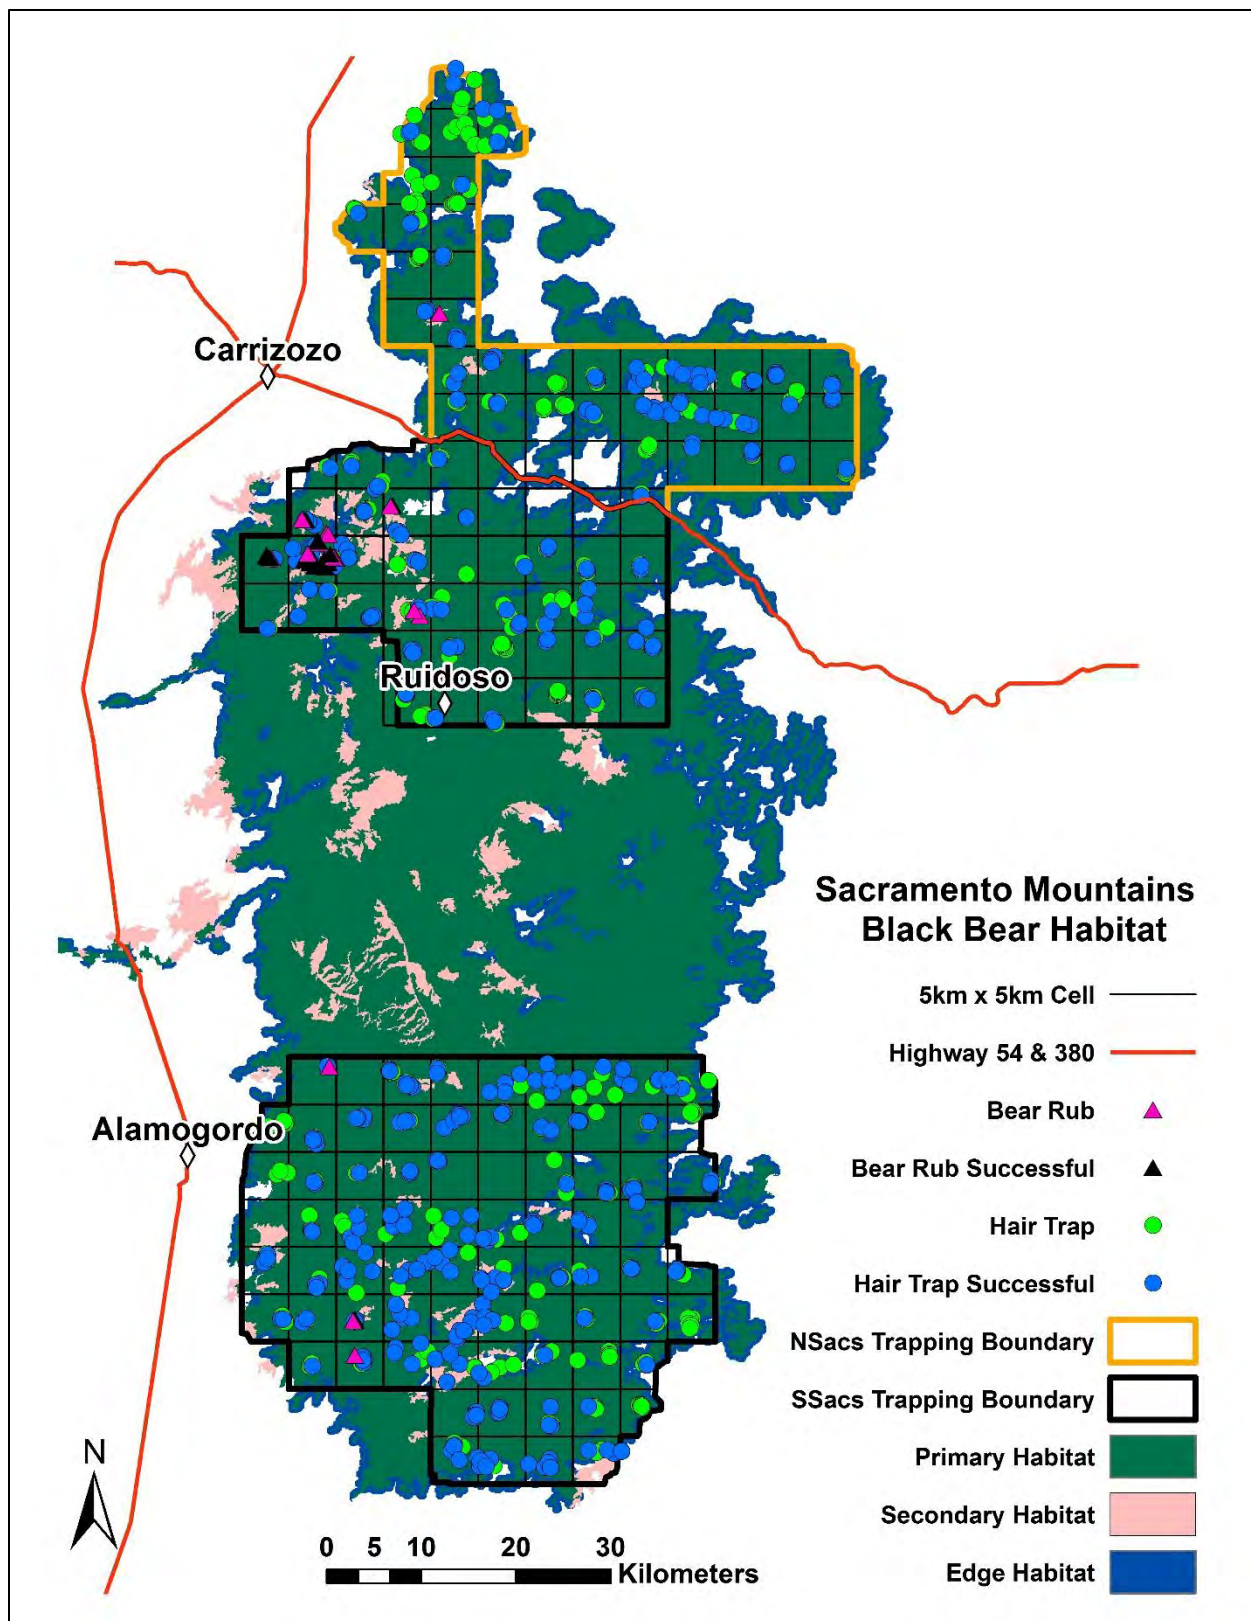 Carrizozo
Ruidoso
Alamogordo
Sacramento Mountains
Black Bear Habitat
5km x 5km Cell
Highway 54 & 380
Bear Rub
Bear Rub Successful
Hair Trap
Hair Trap Successful
NSacs Trapping Boundary
SSacs Trapping Boundary
Primary Habitat
Secondary Habitat
Edge Habitat
N
0 5 10 20 30
Kilometers